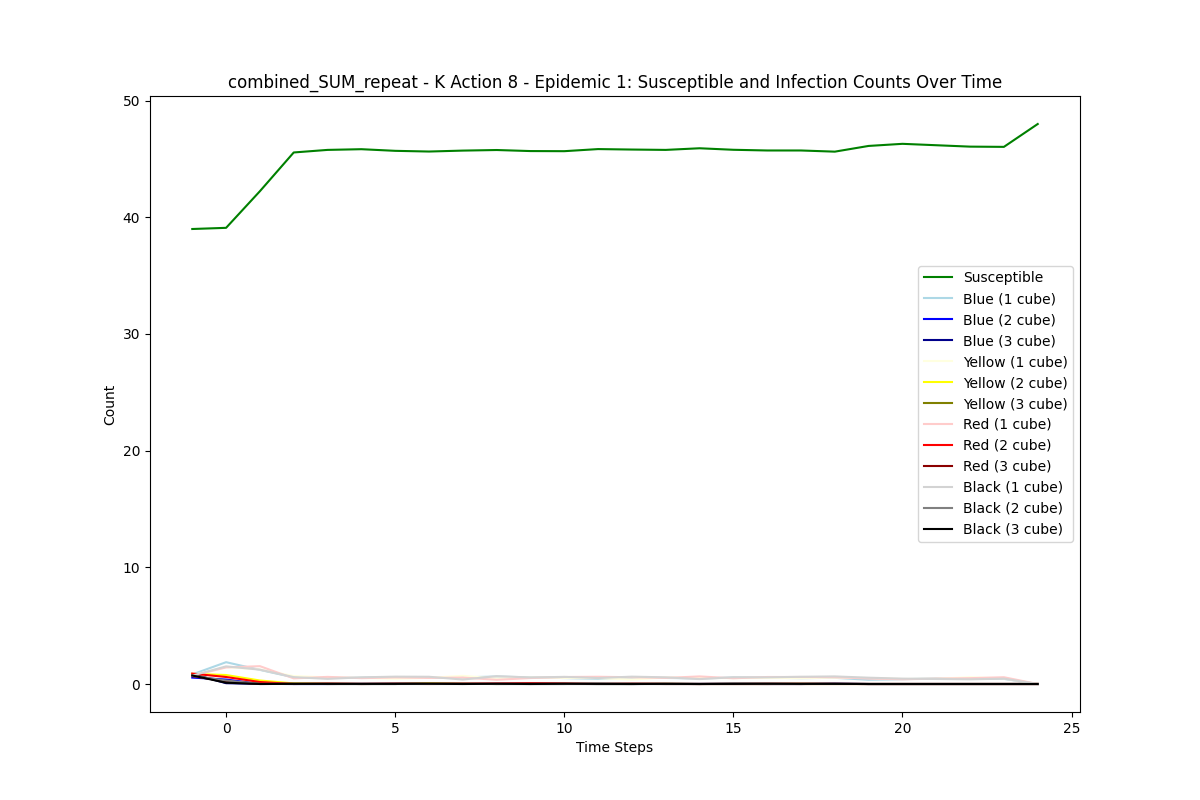 combined_SUM_repeat - K Action 8 - Epidemic 1: Susceptible and Infection Counts Over Time
50
40
30
20
10
0
Count
Susceptible
Blue (1 cube)
Blue (2 cube)
Blue (3 cube)
Yellow (1 cube)
Yellow (2 cube)
Yellow (3 cube)
Red (1 cube)
Red (2 cube)
Red (3 cube)
Black (1 cube)
Black (2 cube)
Black (3 cube)
0 5 10 15 20 25
Time Steps